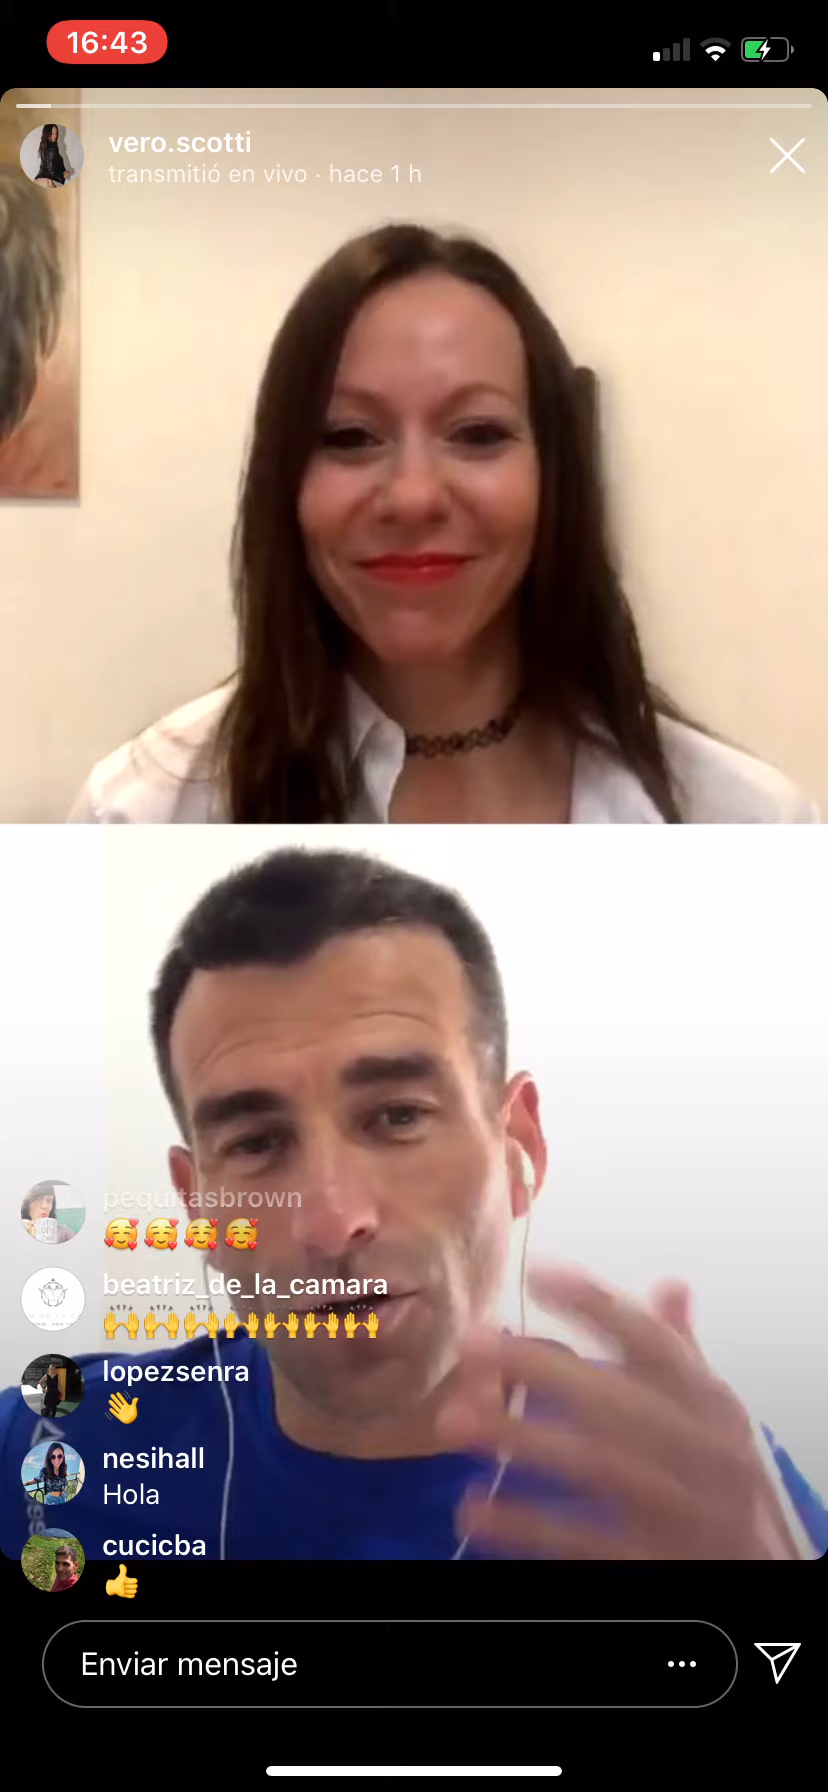 16:43
vero.scotti
transmitió en vivo · hace 1 h
pequitasbrown
🥰🥰🥰🥰
beatriz_de_la_camara
🙌🙌🙌🙌🙌🙌🙌
lopezsenra
👋
nesihall
Hola
cucicba
👍
Enviar mensaje